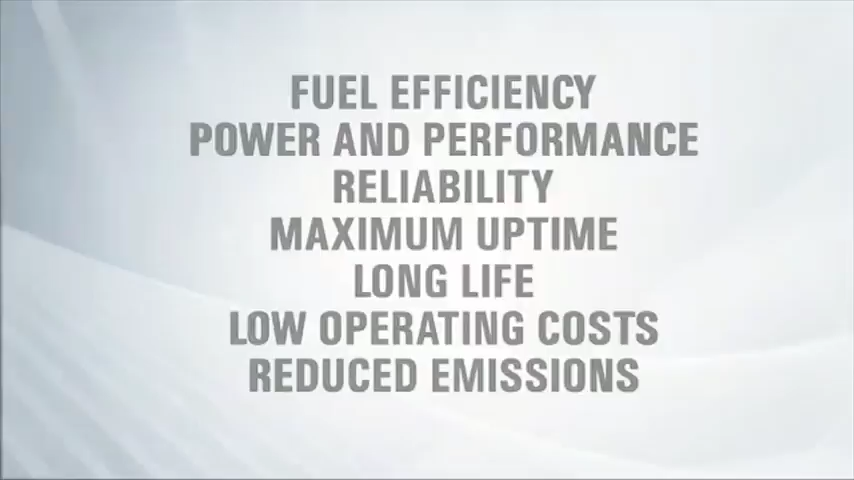 FUEL EFFICIENCY
POWER AND PERFORMANCE
RELIABILITY
MAXIMUM UPTIME
LONG LIFE
LOW OPERATING COSTS
REDUCED EMISSIONS